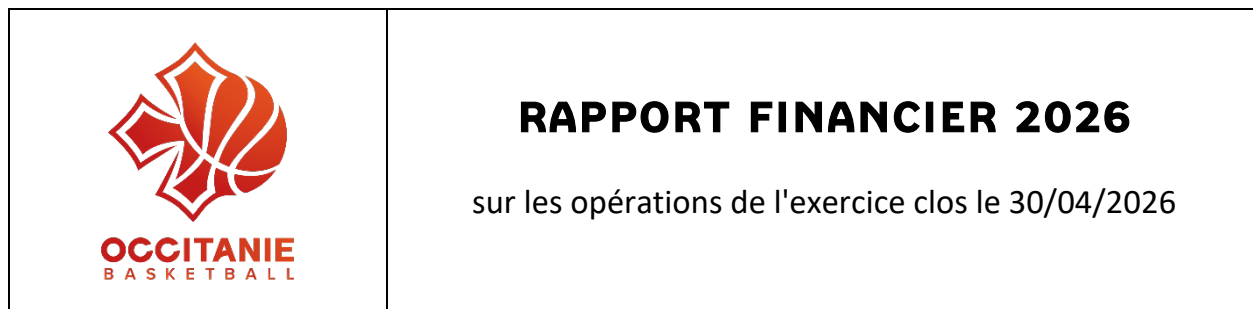 OCCITANIE
BASKETBALL
RAPPORT FINANCIER 2026
sur les opérations de l'exercice clos le 30/04/2026